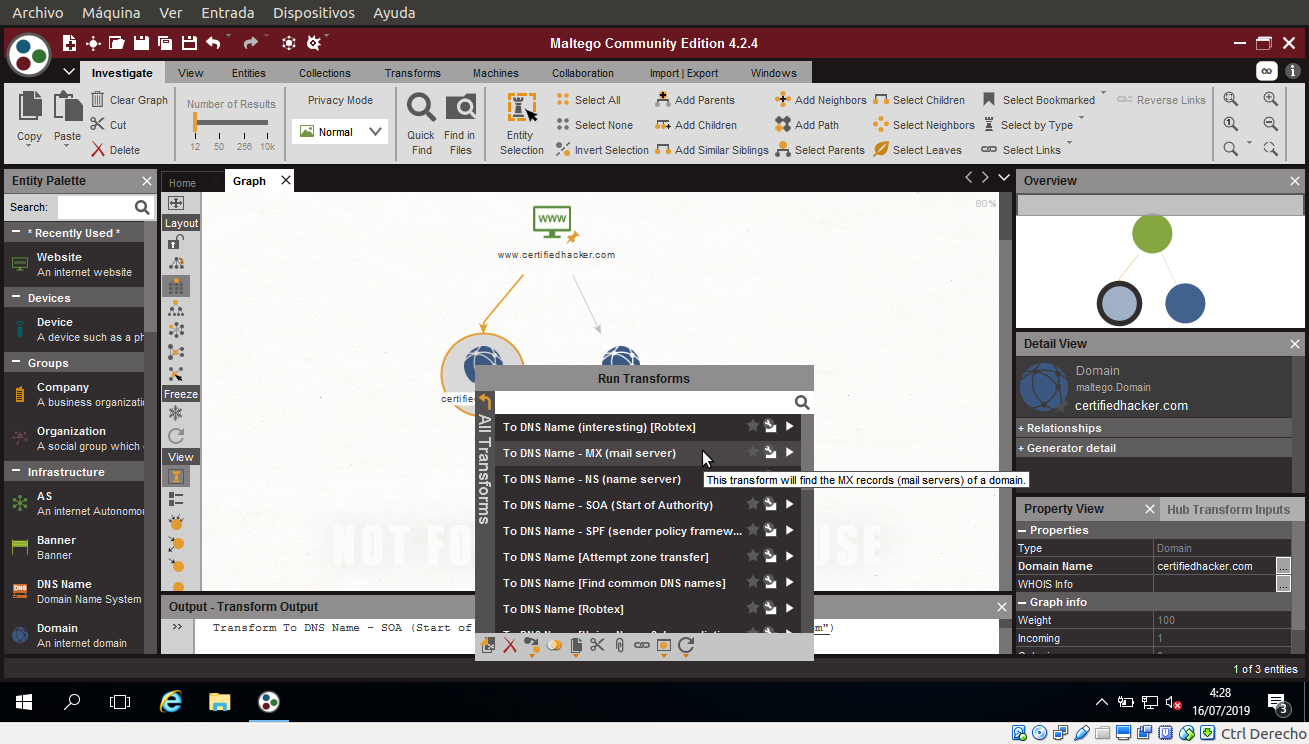 Archivo Máquina Ver Entrada Dispositivos Ayuda
Maltego Community Edition 4.2.4
Investigate View Entities Collections Transforms Machines Collaboration Import | Export Windows
Copy
Paste
Clear Graph
Cut
Delete
Number of Results
12 50 256 10k
Privacy Mode
Normal
Quick Find
Find in Files
Entity Selection
Select All
Select None
Invert Selection
Add Parents
Add Children
Add Similar Siblings
Add Neighbors
Add Path
Select Parents
Select Children
Select Neighbors
Select Leaves
Select Bookmarked
Select by Type
Select Links
Reverse Links
Entity Palette
Search:
* Recently Used *
Website
An internet website
Devices
Device
A device such as a ph
Groups
Company
A business organizatio
Organization
A social group which
Infrastructure
AS
An internet Autonomou
Banner
Banner
DNS
DNS Name
Domain Name System
Domain
An internet domain
Home
Graph
Layout
Freeze
View
80%
www
www.certifiedhacker.com
certifie
NOT FO
USE
Run Transforms
All Transforms
To DNS Name (interesting) [Robtex]
To DNS Name - MX (mail server)
To DNS Name - NS (name server)
To DNS Name - SOA (Start of Authority)
To DNS Name - SPF (sender policy framew...
To DNS Name [Attempt zone transfer]
To DNS Name [Find common DNS names]
To DNS Name [Robtex]
This transform will find the MX records (mail servers) of a domain.
Output - Transform Output
>> Transform To DNS Name - SOA (Start of
om")
Overview
Detail View
Domain
maltego.Domain
certifiedhacker.com
+ Relationships
+ Generator detail
Property View
Hub Transform Inputs
Properties
Type Domain
Domain Name certifiedhacker.com ...
WHOIS Info ...
Graph info
Weight 100
Incoming 1
1 of 3 entities
4:28
16/07/2019
3
Ctrl Derecho